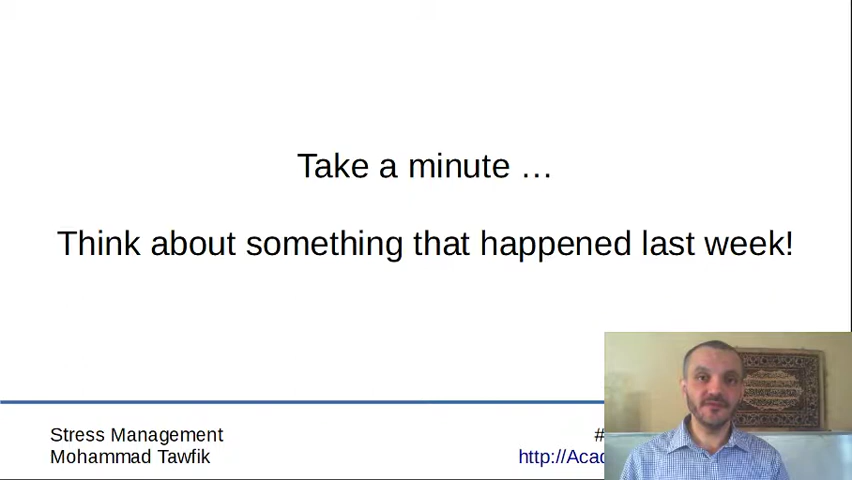 Take a minute …
Think about something that happened last week!
Stress Management
Mohammad Tawfik
#
http://Acad